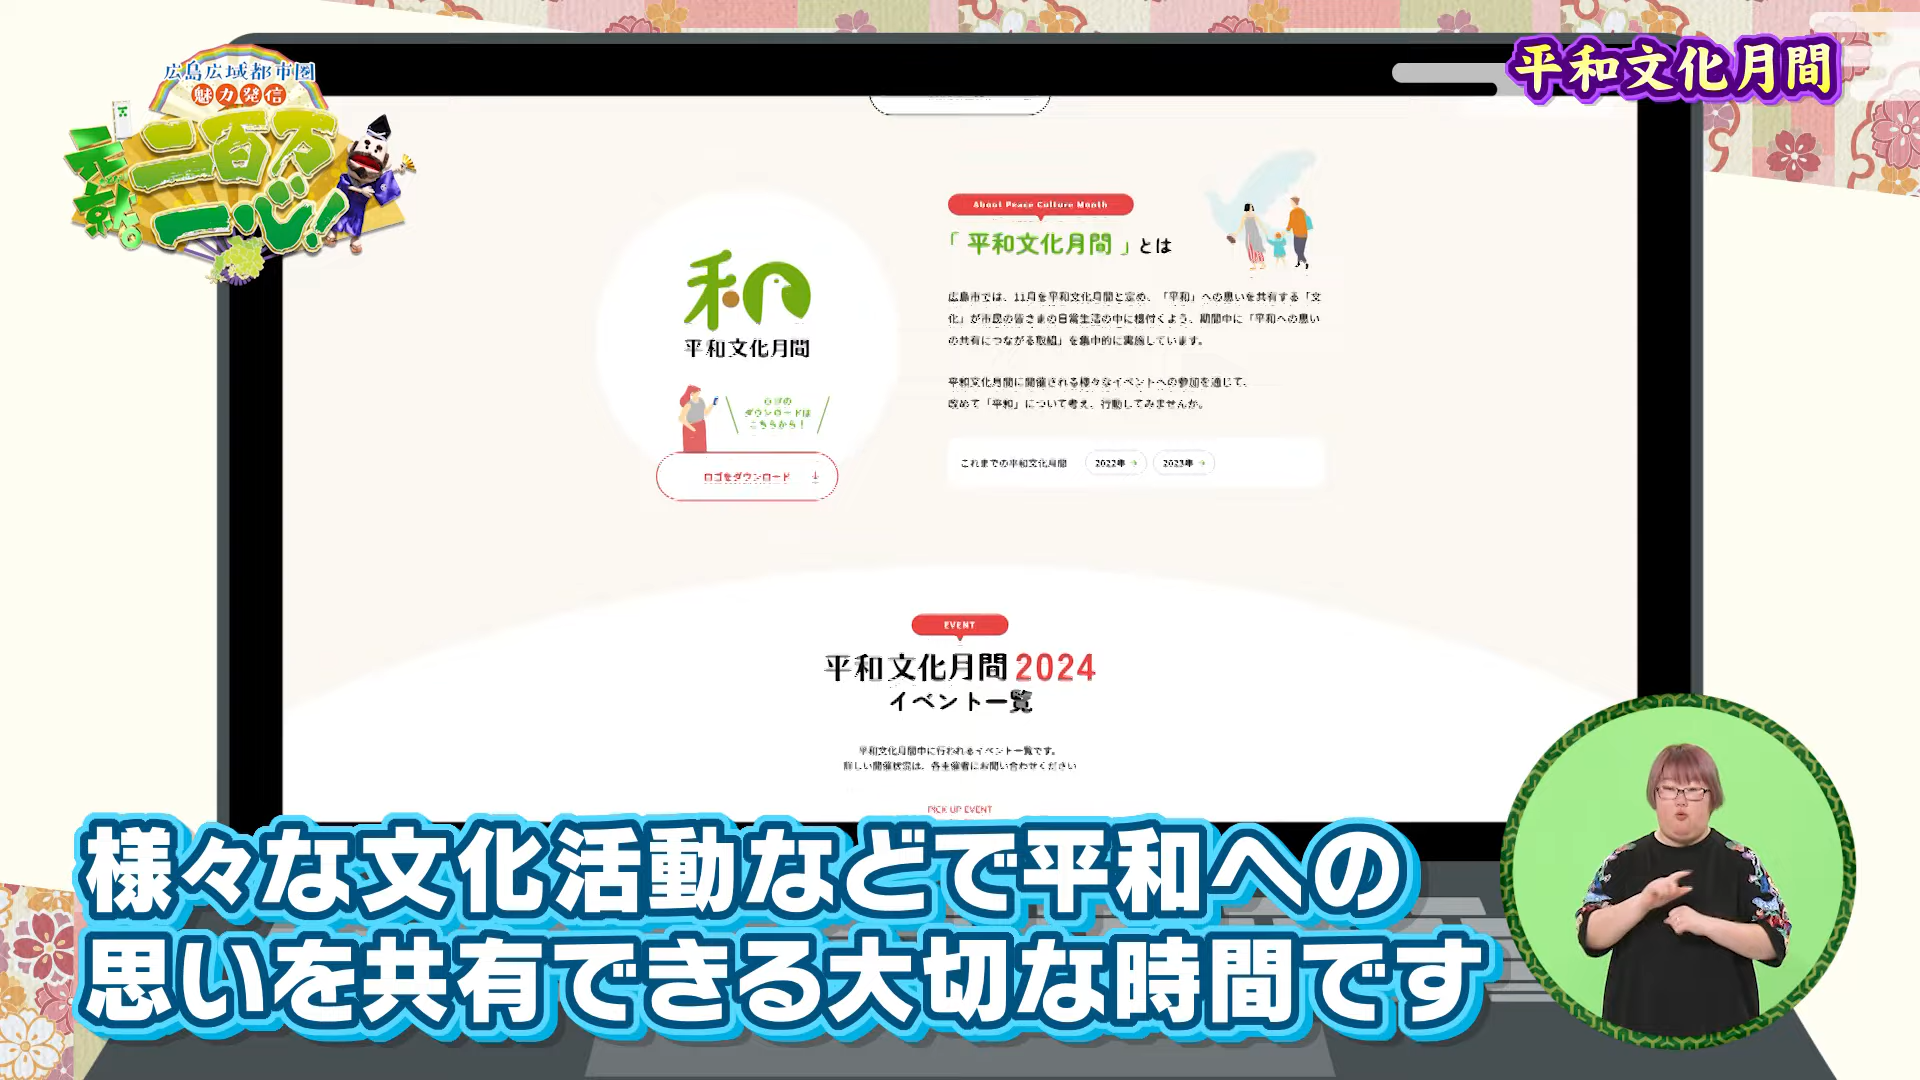 広島広域都市圏
魅力発信
元就。
二百万
一心!
平和文化月間
About Peace Culture Month
「平和文化月間」とは
広島市では、11月を平和文化月間と定め、「平和」への思いを共有する「文
化」が市民の皆さまの日常生活の中に根付くよう、期間中に「平和への思い
の共有につながる取組」を集中的に実施しています。
平和文化月間に開催される様々なイベントへの参加を通じて、
改めて「平和」について考え、行動してみませんか。
和
平和文化月間
ロゴの
ダウンロードは
こちらから!
ロゴをダウンロード
これまでの平和文化月間
2022年
2023年
EVENT
平和文化月間2024
イベント一覧
平和文化月間中に行われるイベント一覧です。
詳しい開催状況は、各主催者にお問い合わせください
PICK UP EVENT
様々な文化活動などで平和への
思いを共有できる大切な時間です